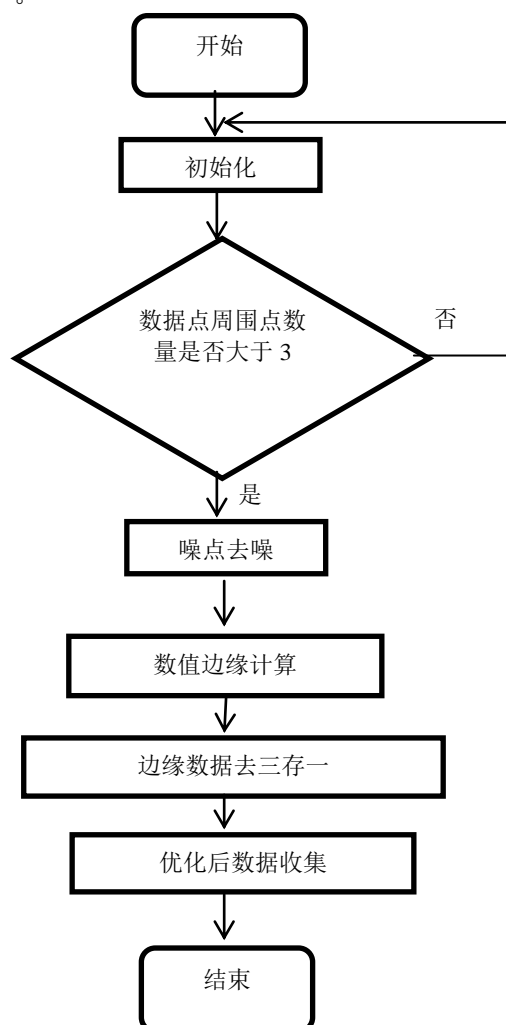 。
开始
初始化
数据点周围点数
量是否大于 3
否
是
噪点去噪
数值边缘计算
边缘数据去三存一
优化后数据收集
结束